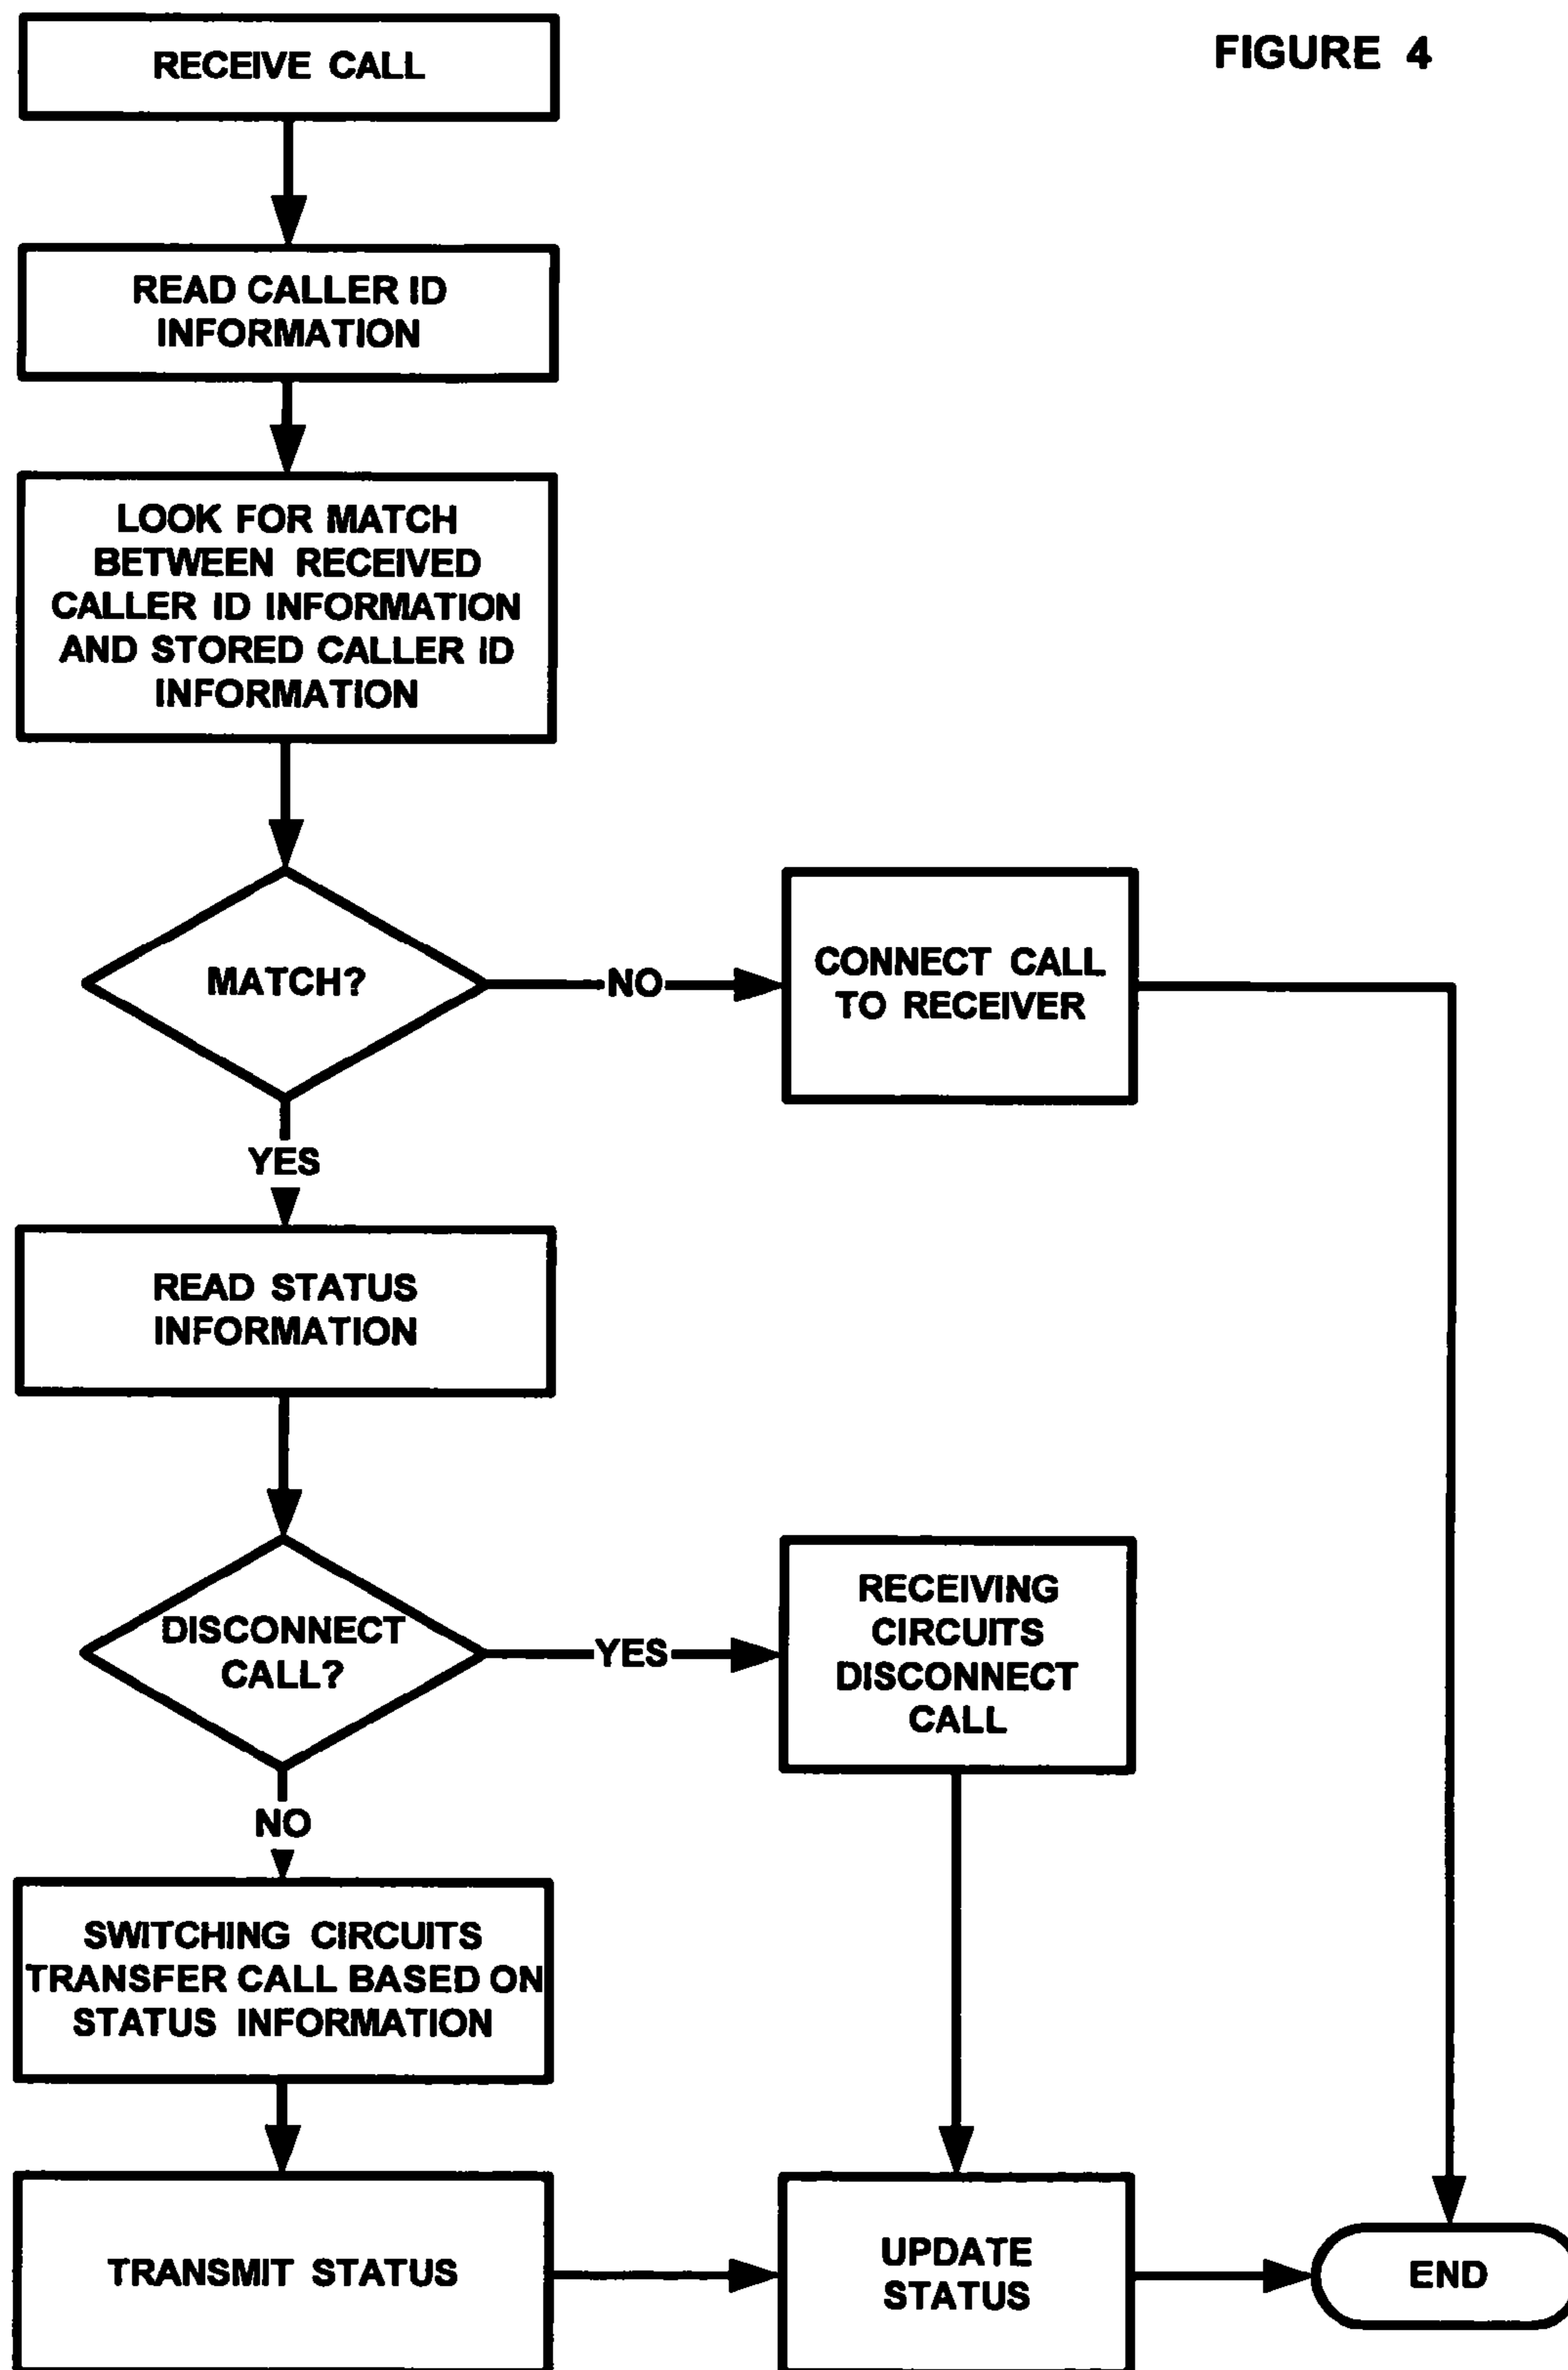 FIGURE 4
RECEIVE CALL
READ CALLER ID
INFORMATION
LOOK FOR MATCH
BETWEEN RECEIVED
CALLER ID INFORMATION
AND STORED CALLER ID
INFORMATION
MATCH?
NO
CONNECT CALL
TO RECEIVER
YES
READ STATUS
INFORMATION
DISCONNECT
CALL?
YES
RECEIVING
CIRCUITS
DISCONNECT
CALL
NO
SWITCHING CIRCUITS
TRANSFER CALL BASED ON
STATUS INFORMATION
TRANSMIT STATUS
UPDATE
STATUS
END